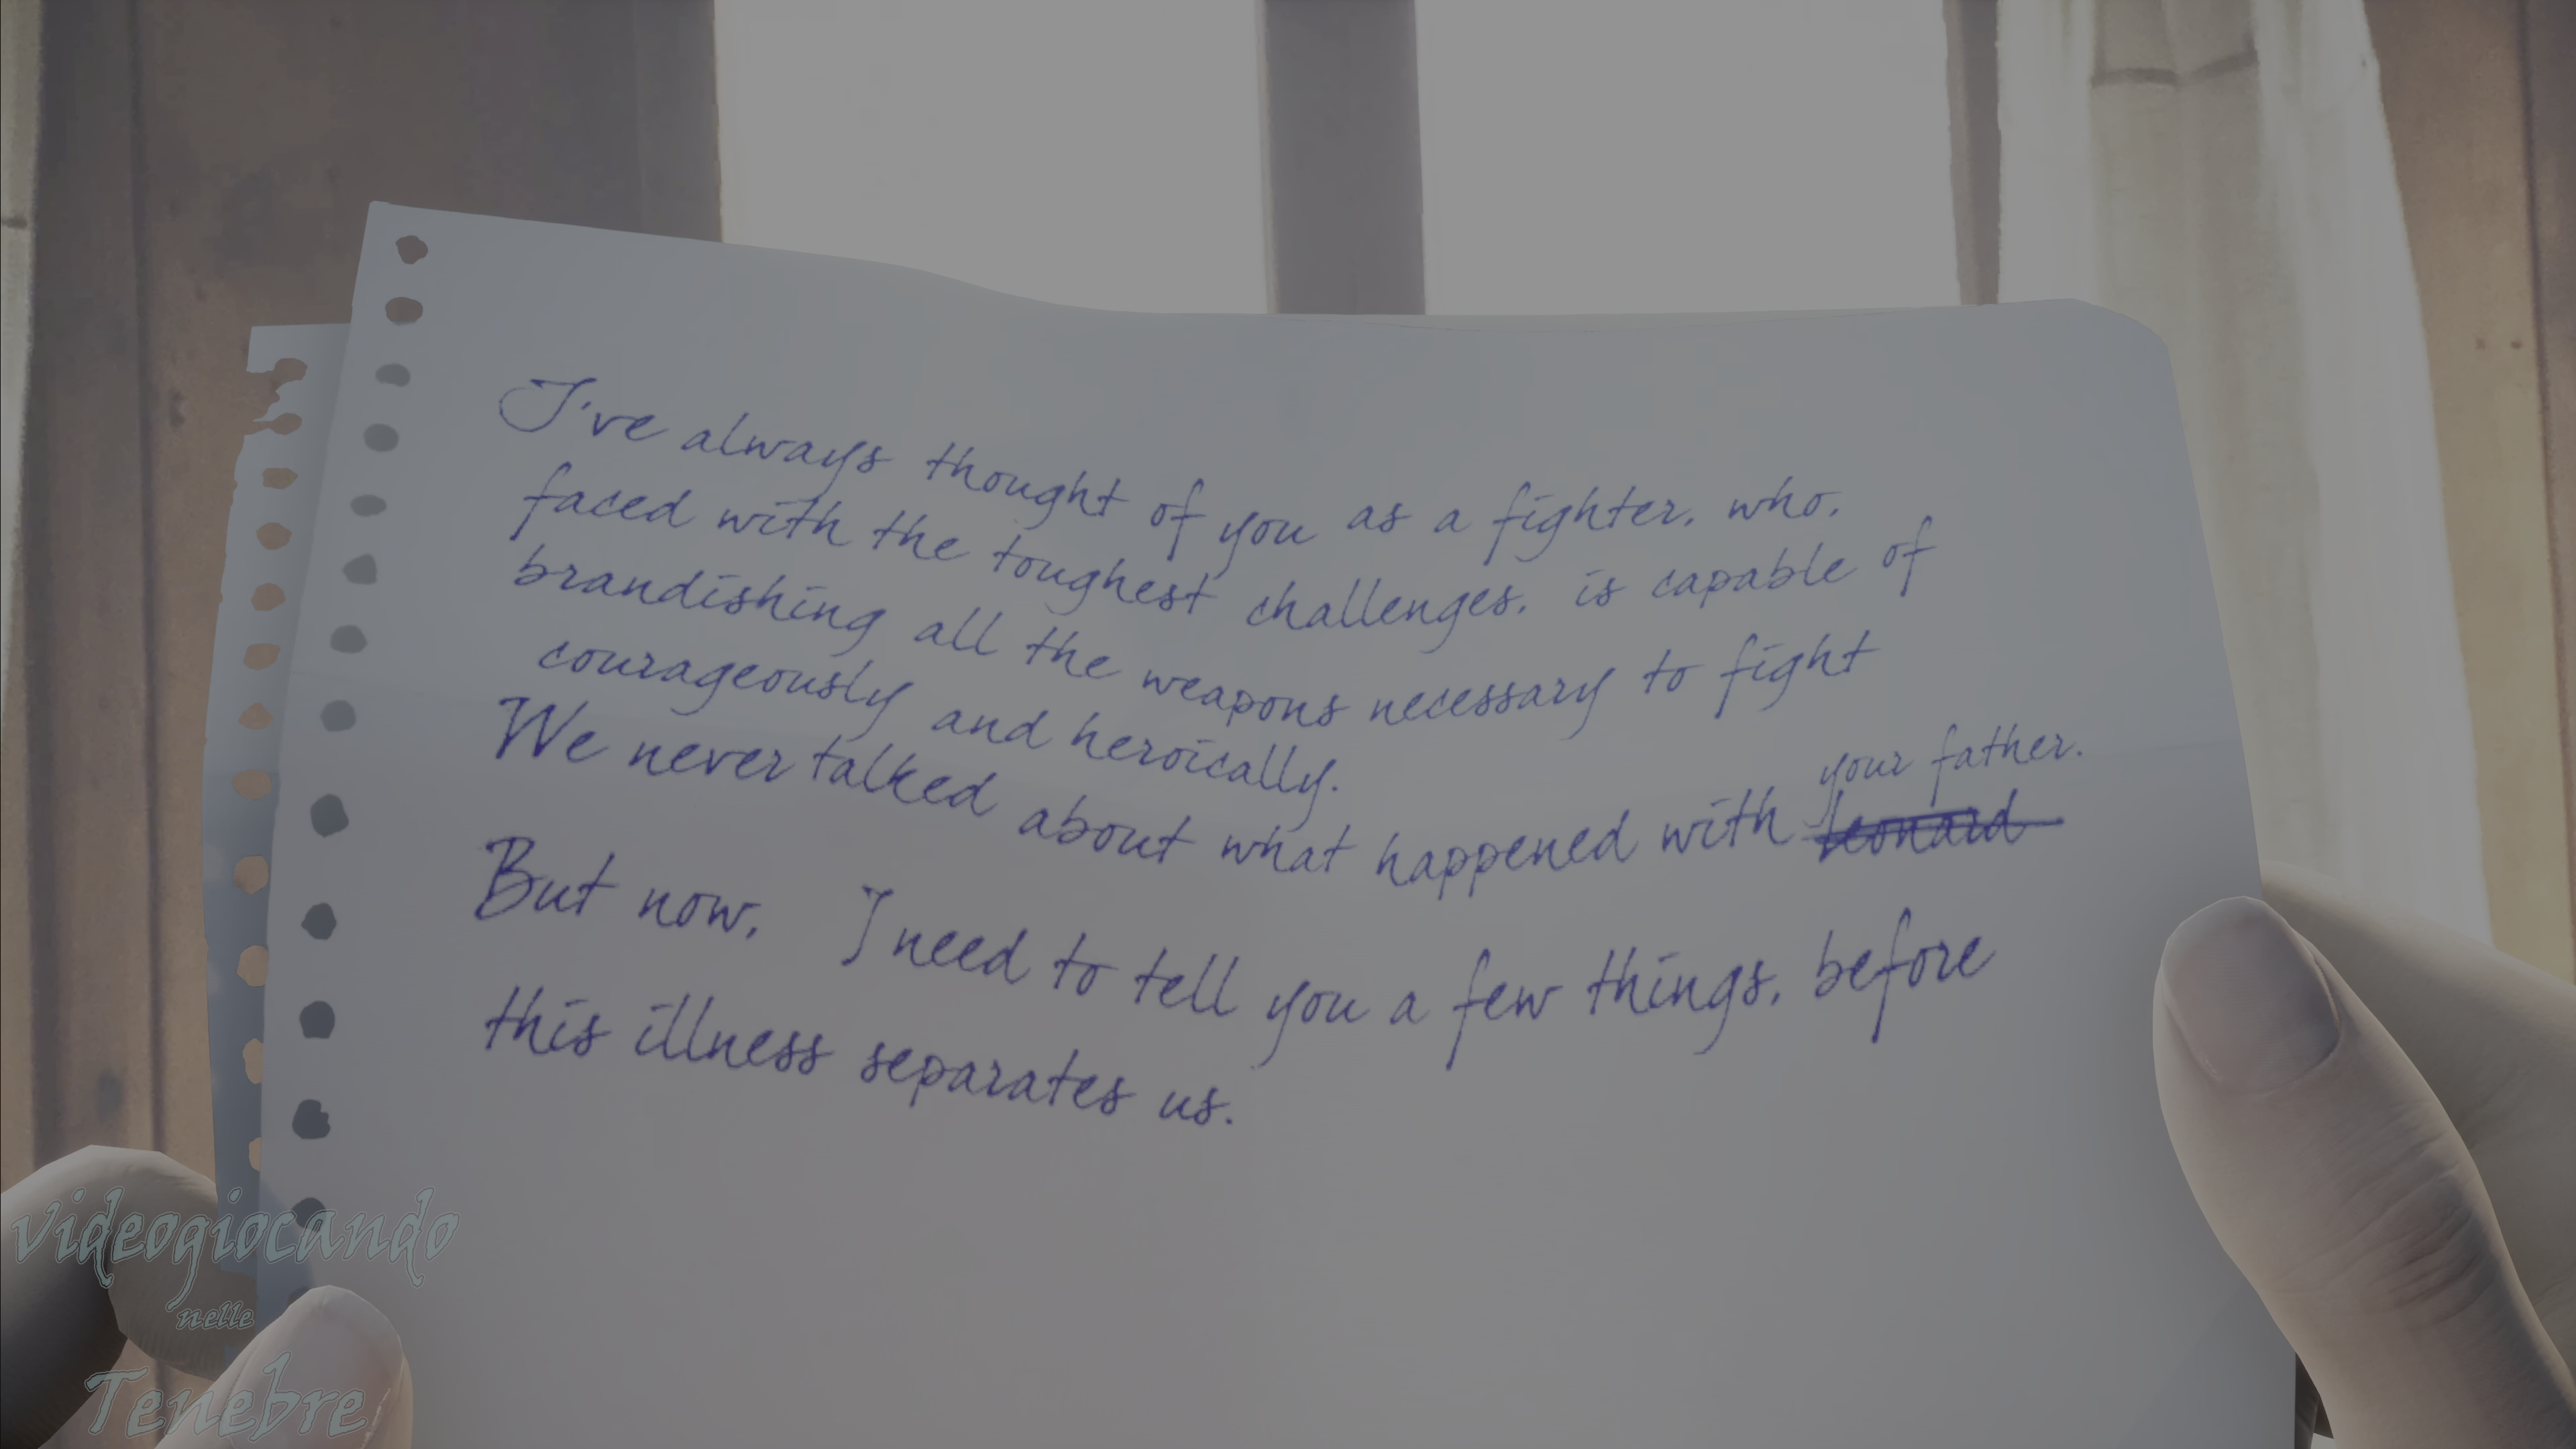 I've always thought of you as a fighter, who,
faced with the toughest challenges, is capable of
brandishing all the weapons necessary to fight
courageously and heroically.
We never talked about what happened with leonard your father.
But now, I need to tell you a few things, before
this illness separates us.
videogiocando
nelle
Tenebre